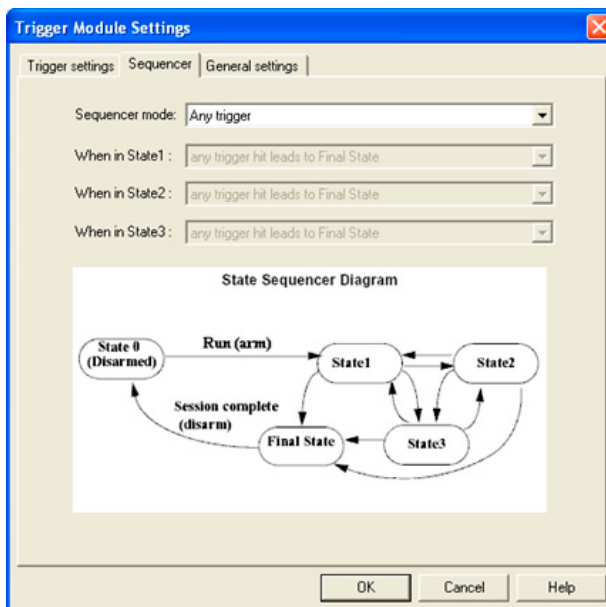 Trigger Module Settings
Trigger settings
Sequencer
General settings
Sequencer mode: Any trigger
When in State1 : any trigger hit leads to Final State
When in State2 : any trigger hit leads to Final State
When in State3 : any trigger hit leads to Final State
State Sequencer Diagram
State 0
(Disarmed)
Run (arm)
State1
State2
Session complete
(disarm)
Final State
State3
OK
Cancel
Help